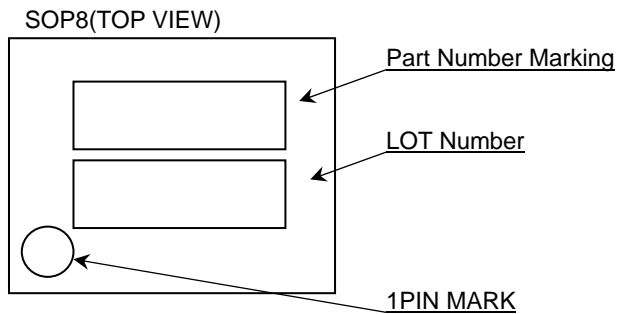 SOP8(TOP VIEW)
Part Number Marking
LOT Number
1PIN MARK